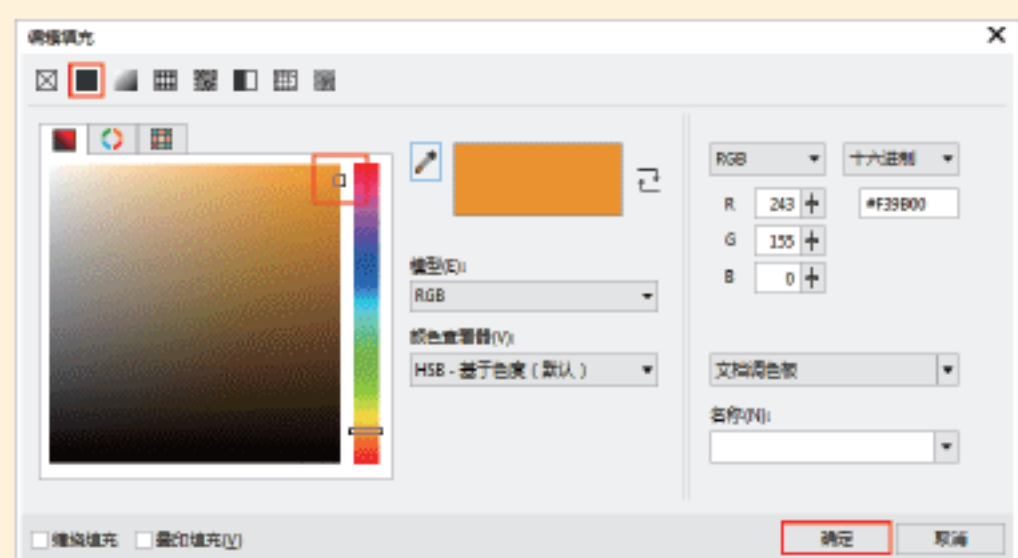 编辑填充
RGB
十六进制
R 243
#F39B00
G 155
B 0
模型(E):
RGB
颜色查看器(V):
HSB - 基于色度（默认）
文档调色板
名称(N):
缠绕填充
叠印填充(V)
确定
取消